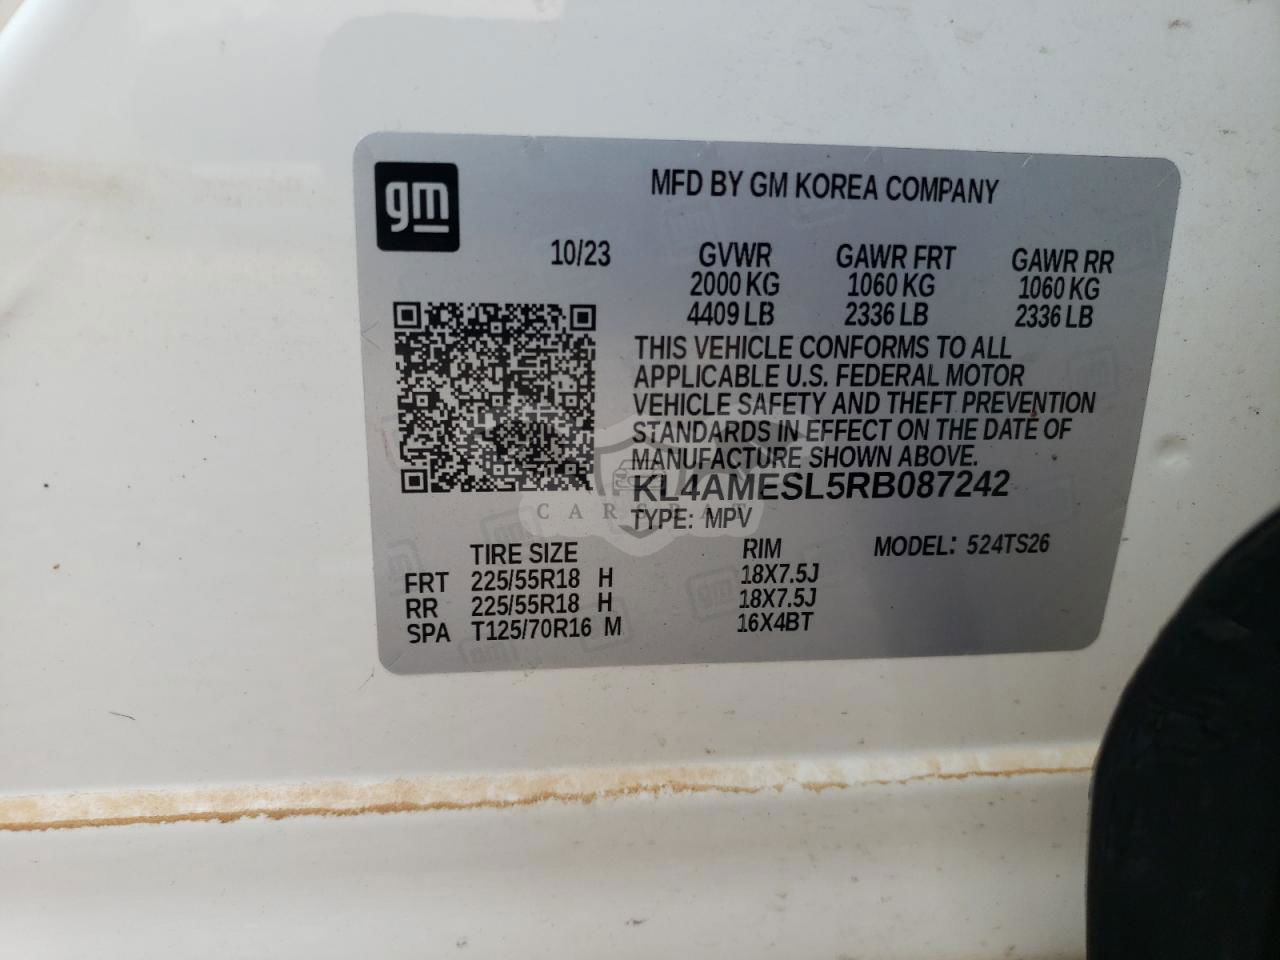 gm
MFD BY GM KOREA COMPANY
10/23
GVWR GAWR FRT GAWR RR
2000 KG 1060 KG 1060 KG
4409 LB 2336 LB 2336 LB
THIS VEHICLE CONFORMS TO ALL
APPLICABLE U.S. FEDERAL MOTOR
VEHICLE SAFETY AND THEFT PREVENTION
STANDARDS IN EFFECT ON THE DATE OF
MANUFACTURE SHOWN ABOVE.
KL4AMESL5RB087242
TYPE: MPV
TIRE SIZE RIM MODEL: 524TS26
FRT 225/55R18 H 18X7.5J
RR 225/55R18 H 18X7.5J
SPA T125/70R16 M 16X4BT